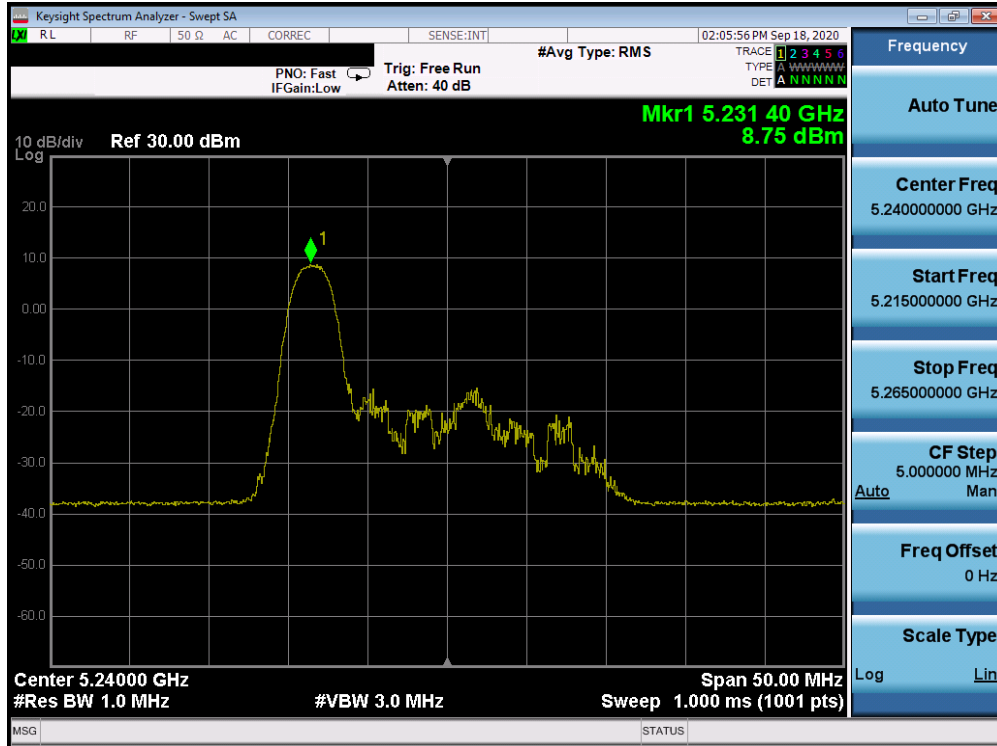 Keysight Spectrum Analyzer - Swept SA
LXI RL RF 50 Ω AC CORREC SENSE:INT 02:05:56 PM Sep 18, 2020
PNO: Fast
IFGain:Low
Trig: Free Run
Atten: 40 dB
#Avg Type: RMS
TRACE 1 2 3 4 5 6
TYPE A WWWWW
DET A N N N N N
Mkr1 5.231 40 GHz
8.75 dBm
10 dB/div
Log
Ref 30.00 dBm
20.0
10.0
0.00
-10.0
-20.0
-30.0
-40.0
-50.0
-60.0
1
Center 5.24000 GHz
#Res BW 1.0 MHz
#VBW 3.0 MHz
Span 50.00 MHz
Sweep 1.000 ms (1001 pts)
MSG
STATUS
Frequency
Auto Tune
Center Freq
5.240000000 GHz
Start Freq
5.215000000 GHz
Stop Freq
5.265000000 GHz
CF Step
5.000000 MHz
Auto Man
Freq Offset
0 Hz
Scale Type
Log Lin